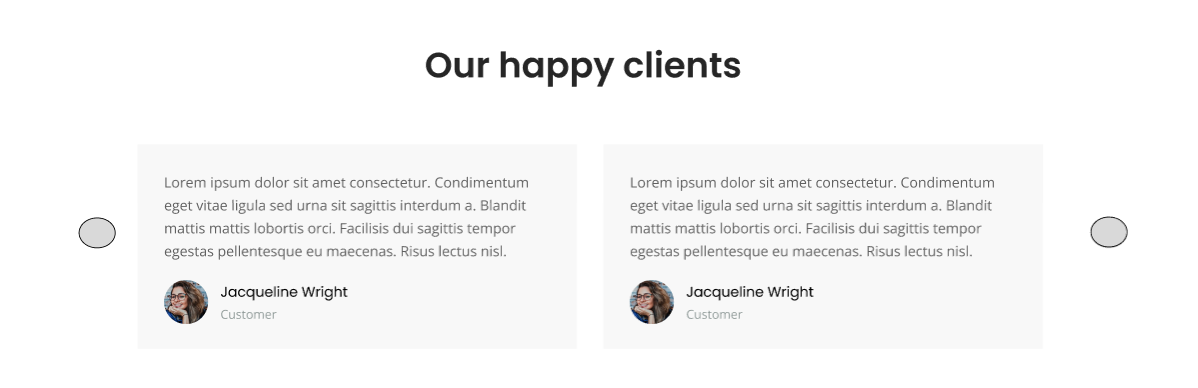 Our happy clients
Lorem ipsum dolor sit amet consectetur. Condimentum
eget vitae ligula sed urna sit sagittis interdum a. Blandit
mattis mattis lobortis orci. Facilisis dui sagittis tempor
egestas pellentesque eu maecenas. Risus lectus nisl.
Jacqueline Wright
Customer
Lorem ipsum dolor sit amet consectetur. Condimentum
eget vitae ligula sed urna sit sagittis interdum a. Blandit
mattis mattis lobortis orci. Facilisis dui sagittis tempor
egestas pellentesque eu maecenas. Risus lectus nisl.
Jacqueline Wright
Customer